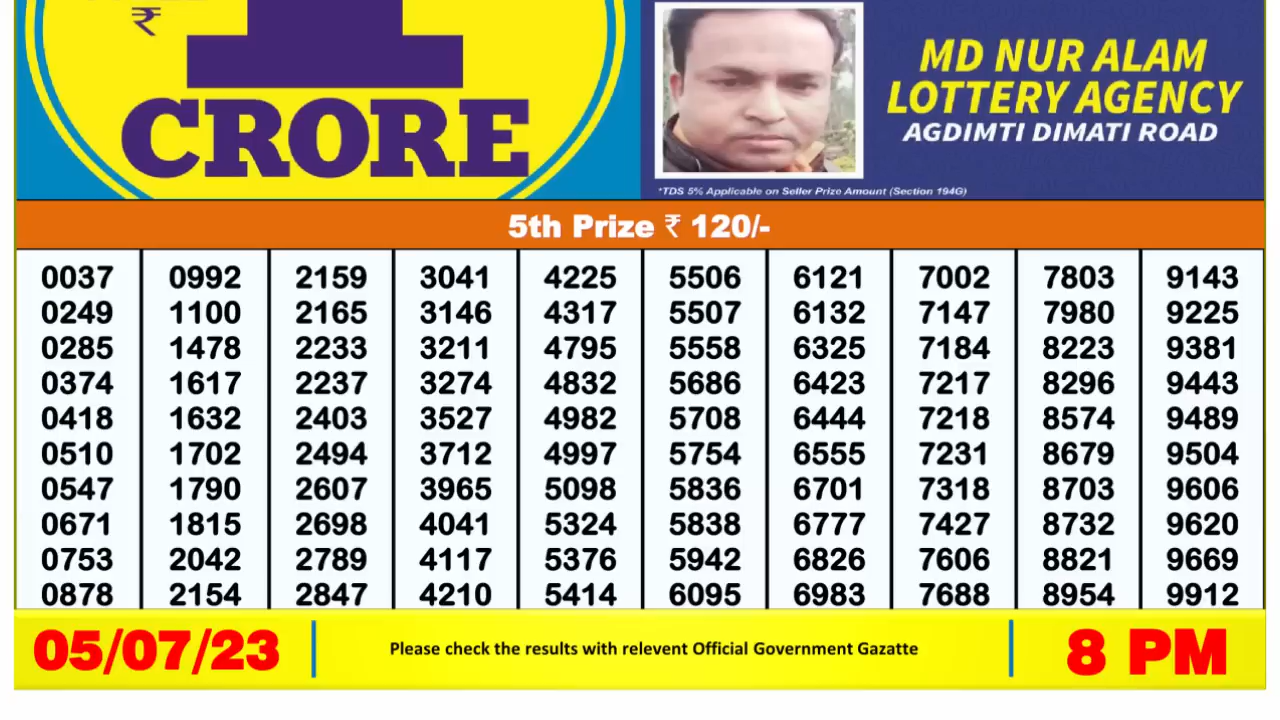 ₹
1
CRORE
MD NUR ALAM
LOTTERY AGENCY
AGDIMTI DIMATI ROAD
*TDS 5% Applicable on Seller Prize Amount (Section 194G)
5th Prize ₹ 120/-
0037 0992 2159 3041 4225 5506 6121 7002 7803 9143
0249 1100 2165 3146 4317 5507 6132 7147 7980 9225
0285 1478 2233 3211 4795 5558 6325 7184 8223 9381
0374 1617 2237 3274 4832 5686 6423 7217 8296 9443
0418 1632 2403 3527 4982 5708 6444 7218 8574 9489
0510 1702 2494 3712 4997 5754 6555 7231 8679 9504
0547 1790 2607 3965 5098 5836 6701 7318 8703 9606
0671 1815 2698 4041 5324 5838 6777 7427 8732 9620
0753 2042 2789 4117 5376 5942 6826 7606 8821 9669
0878 2154 2847 4210 5414 6095 6983 7688 8954 9912
05/07/23
Please check the results with relevent Official Government Gazatte
8 PM